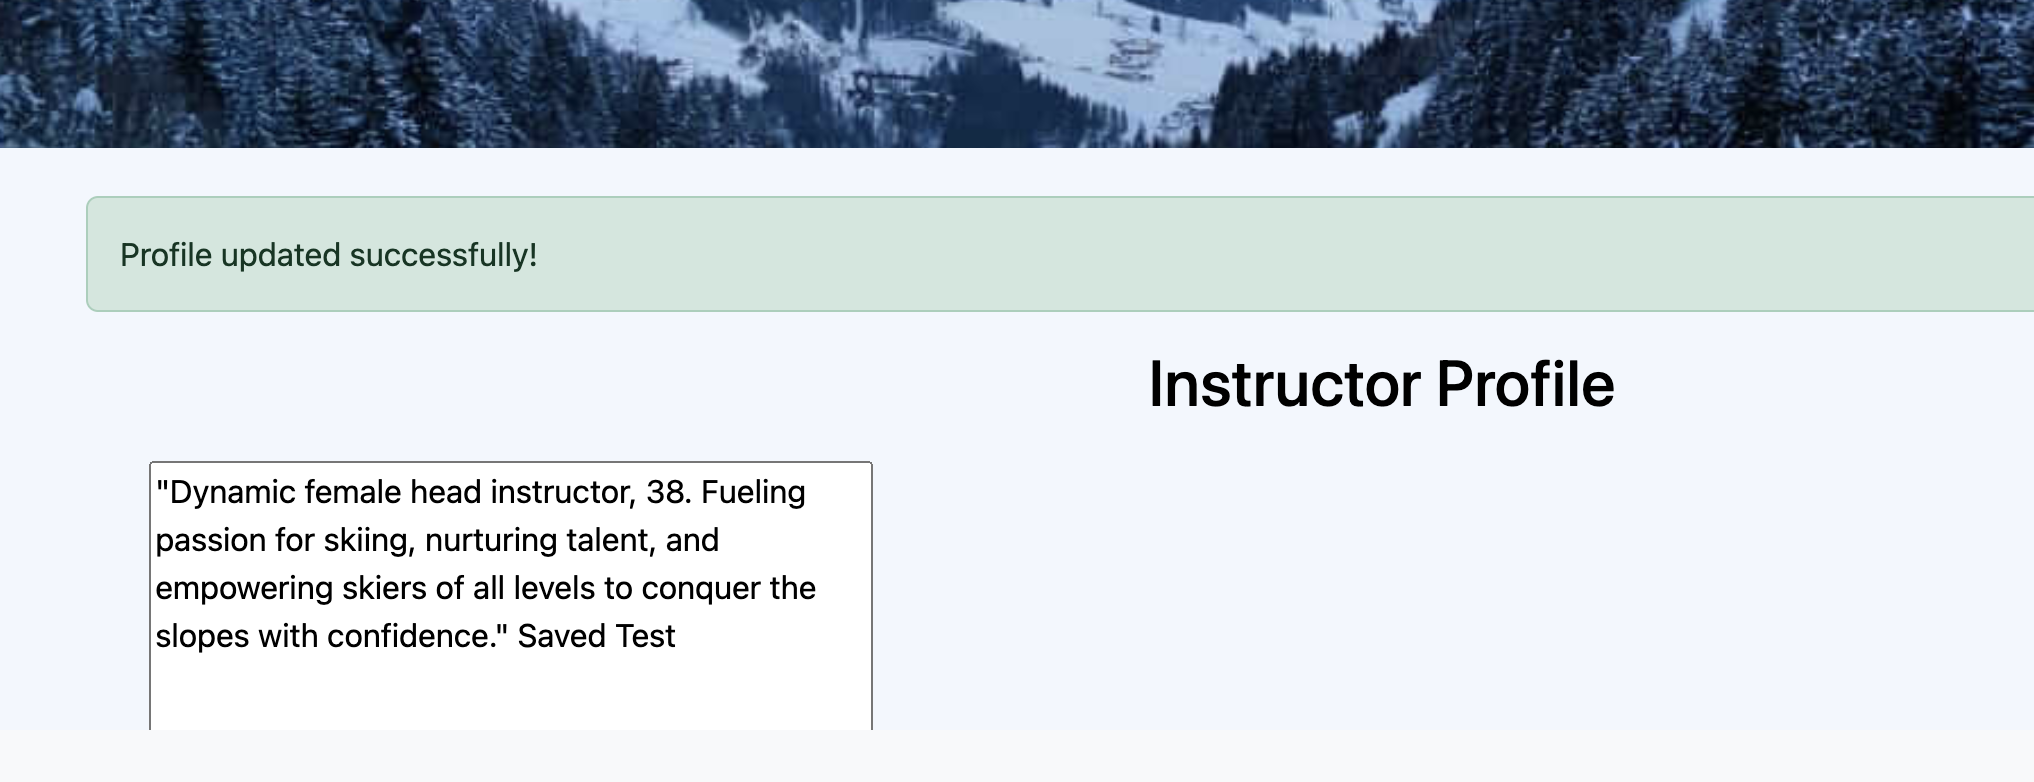 Profile updated successfully!
Instructor Profile
"Dynamic female head instructor, 38. Fueling
passion for skiing, nurturing talent, and
empowering skiers of all levels to conquer the
slopes with confidence." Saved Test